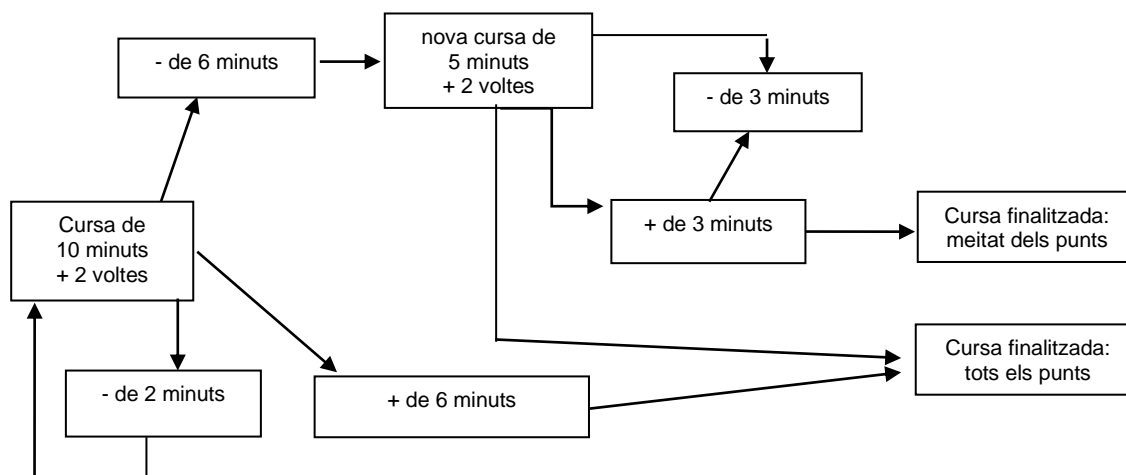 - de 6 minuts
nova cursa de
5 minuts
+ 2 voltes
- de 3 minuts
Cursa de
10 minuts
+ 2 voltes
+ de 3 minuts
Cursa finalitzada:
meitat dels punts
- de 2 minuts
+ de 6 minuts
Cursa finalitzada:
tots els punts